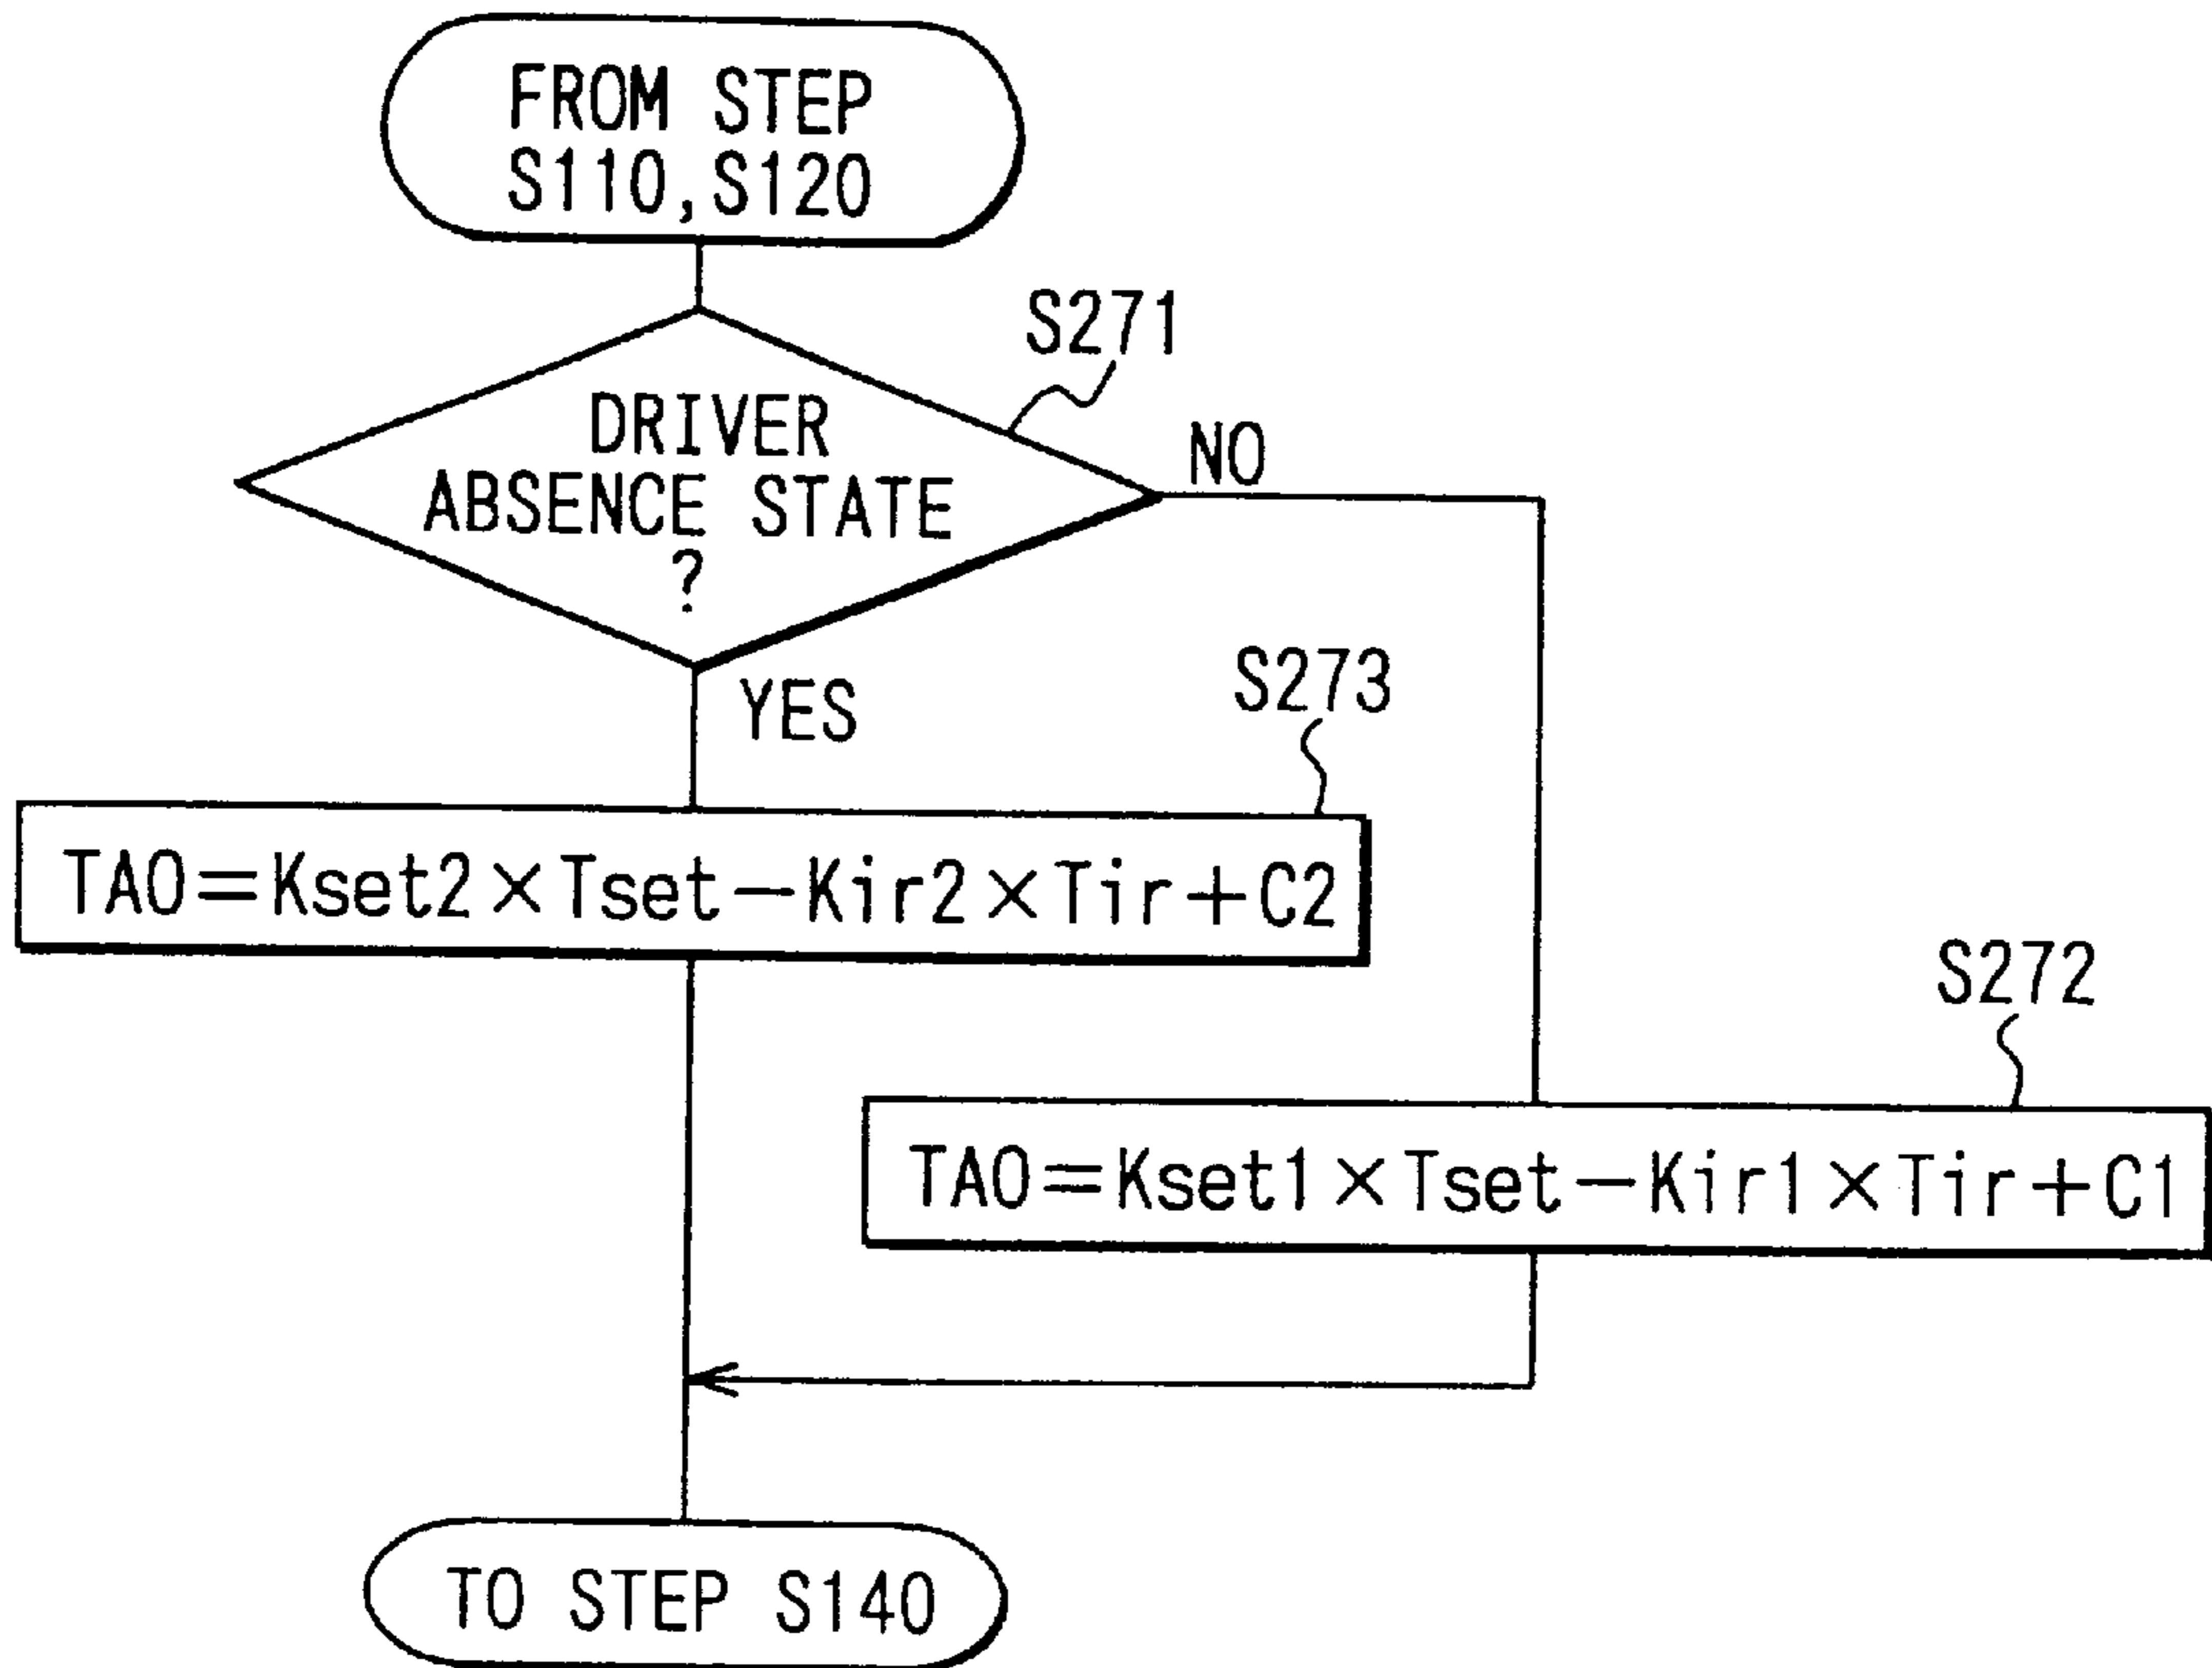 FROM STEP
S110, S120
S271
DRIVER
ABSENCE STATE
?
NO
YES
S273
TAO=Kset2×Tset−Kir2×Tir+C2
S272
TAO=Kset1×Tset−Kir1×Tir+C1
TO STEP S140